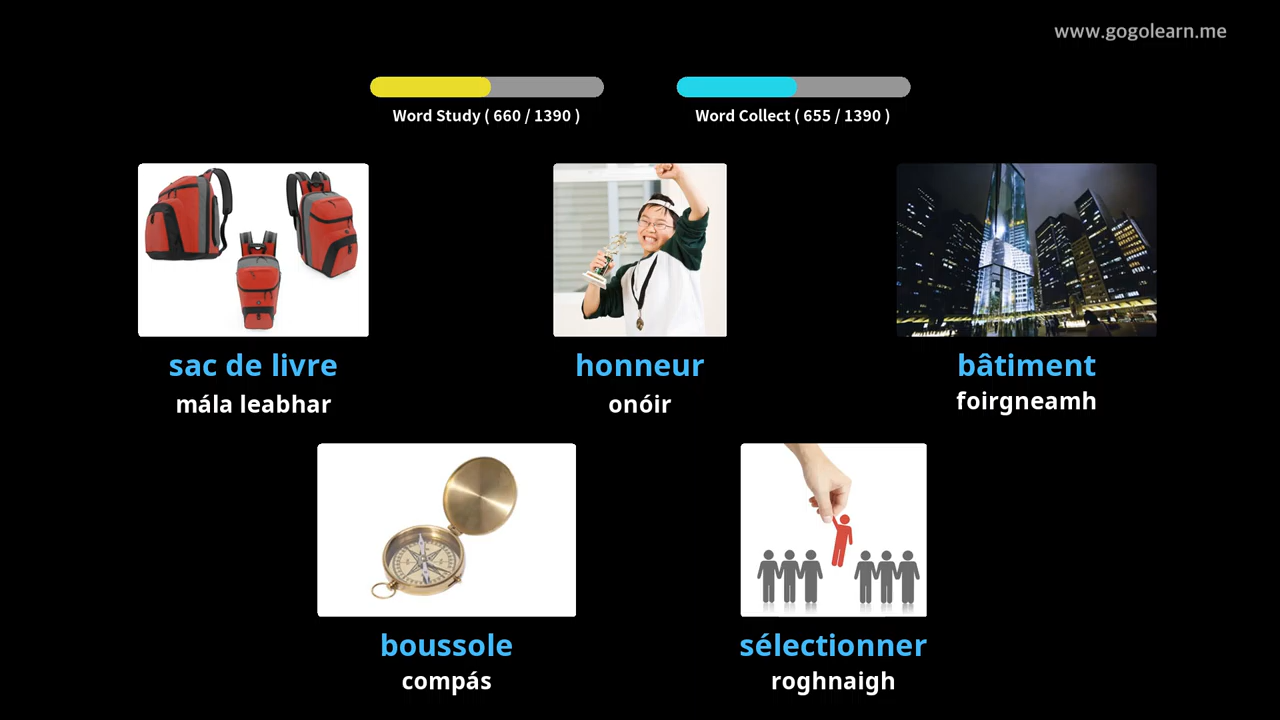 www.gogolearn.me
Word Study ( 660 / 1390 )
Word Collect ( 655 / 1390 )
sac de livre
mála leabhar
honneur
onóir
bâtiment
foirgneamh
boussole
compás
sélectionner
roghnaigh